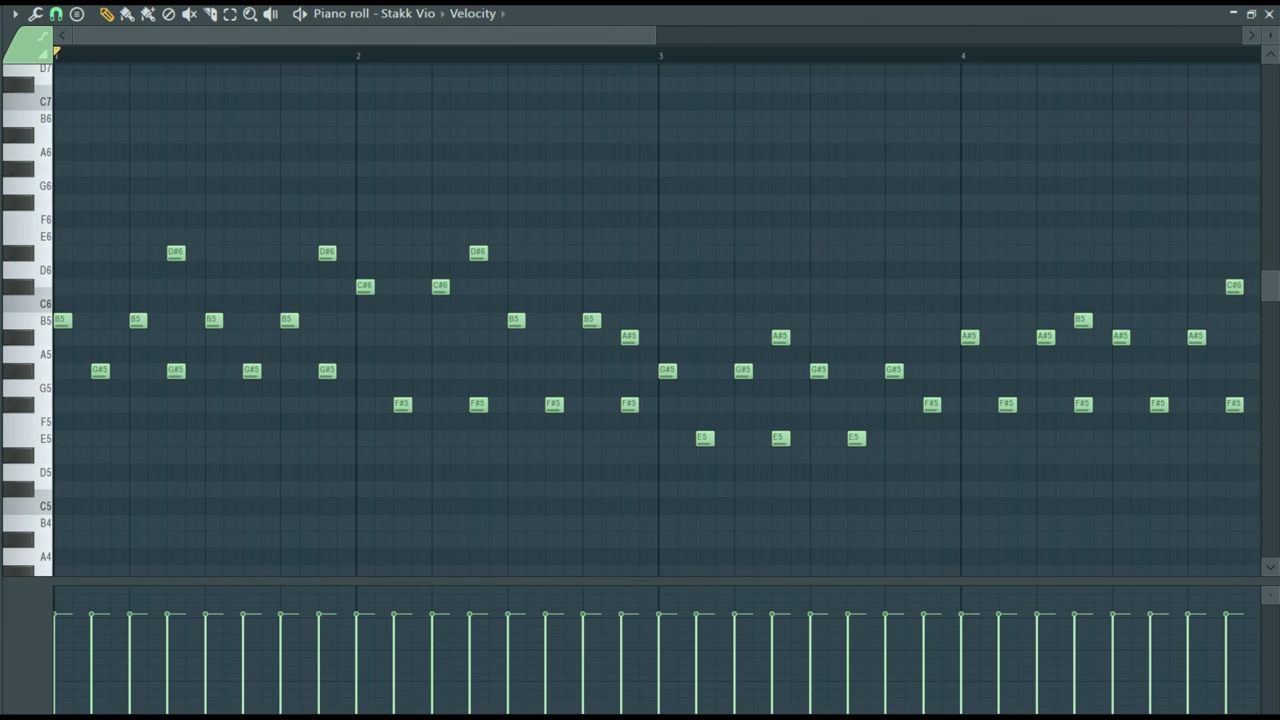 Piano roll - Stakk Vio › Velocity ›
1 2 3 4
D7
C7
B6
A6
G6
F6
E6
D#6 D#6 D#6
D6
C#6 C#6 C#6
C6
B5 B5 B5 B5 B5 B5 B5 B5
A#5 A#5 A#5 A#5 A#5 A#5
A5
G#5 G#5 G#5 G#5 G#5 G#5 G#5 G#5
G5
F#5 F#5 F#5 F#5 F#5 F#5 F#5 F#5 F#5
F5
E5 E5 E5 E5
D5
C5
B4
A4